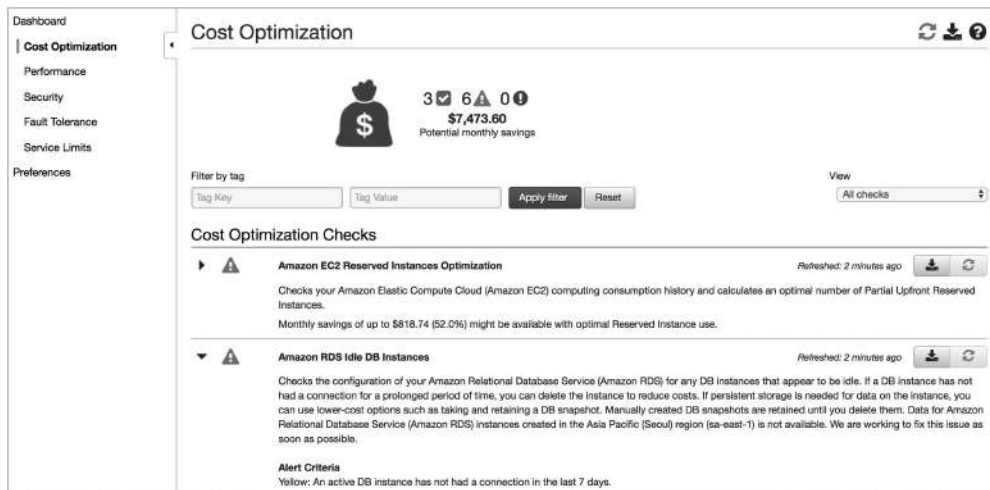 Dashboard
Cost Optimization
Performance
Security
Fault Tolerance
Service Limits
Preferences
Cost Optimization
3 6 0
$
$7,473.60
Potential monthly savings
Filter by tag
View
Tag Key
Tag Value
Apply filter
Reset
All checks
Cost Optimization Checks
Amazon EC2 Reserved Instances Optimization
Refreshed: 2 minutes ago
Checks your Amazon Elastic Compute Cloud (Amazon EC2) computing consumption history and calculates an optimal number of Partial Upfront Reserved
Instances.
Monthly savings of up to $818.74 (52.0%) might be available with optimal Reserved Instance use.
Amazon RDS Idle DB Instances
Refreshed: 2 minutes ago
Checks the configuration of your Amazon Relational Database Service (Amazon RDS) for any DB instances that appear to be idle. If a DB instance has not
had a connection for a prolonged period of time, you can delete the instance to reduce costs. If persistent storage is needed for data on the instance, you
can use lower-cost options such as taking and retaining a DB snapshot. Manually created DB snapshots are retained until you delete them. Data for Amazon
Relational Database Service (Amazon RDS) instances created in the Asia Pacific (Seoul) region (sa-east-1) is not available. We are working to fix this issue as
soon as possible.
Alert Criteria
Yellow: An active DB instance has not had a connection in the last 7 days.